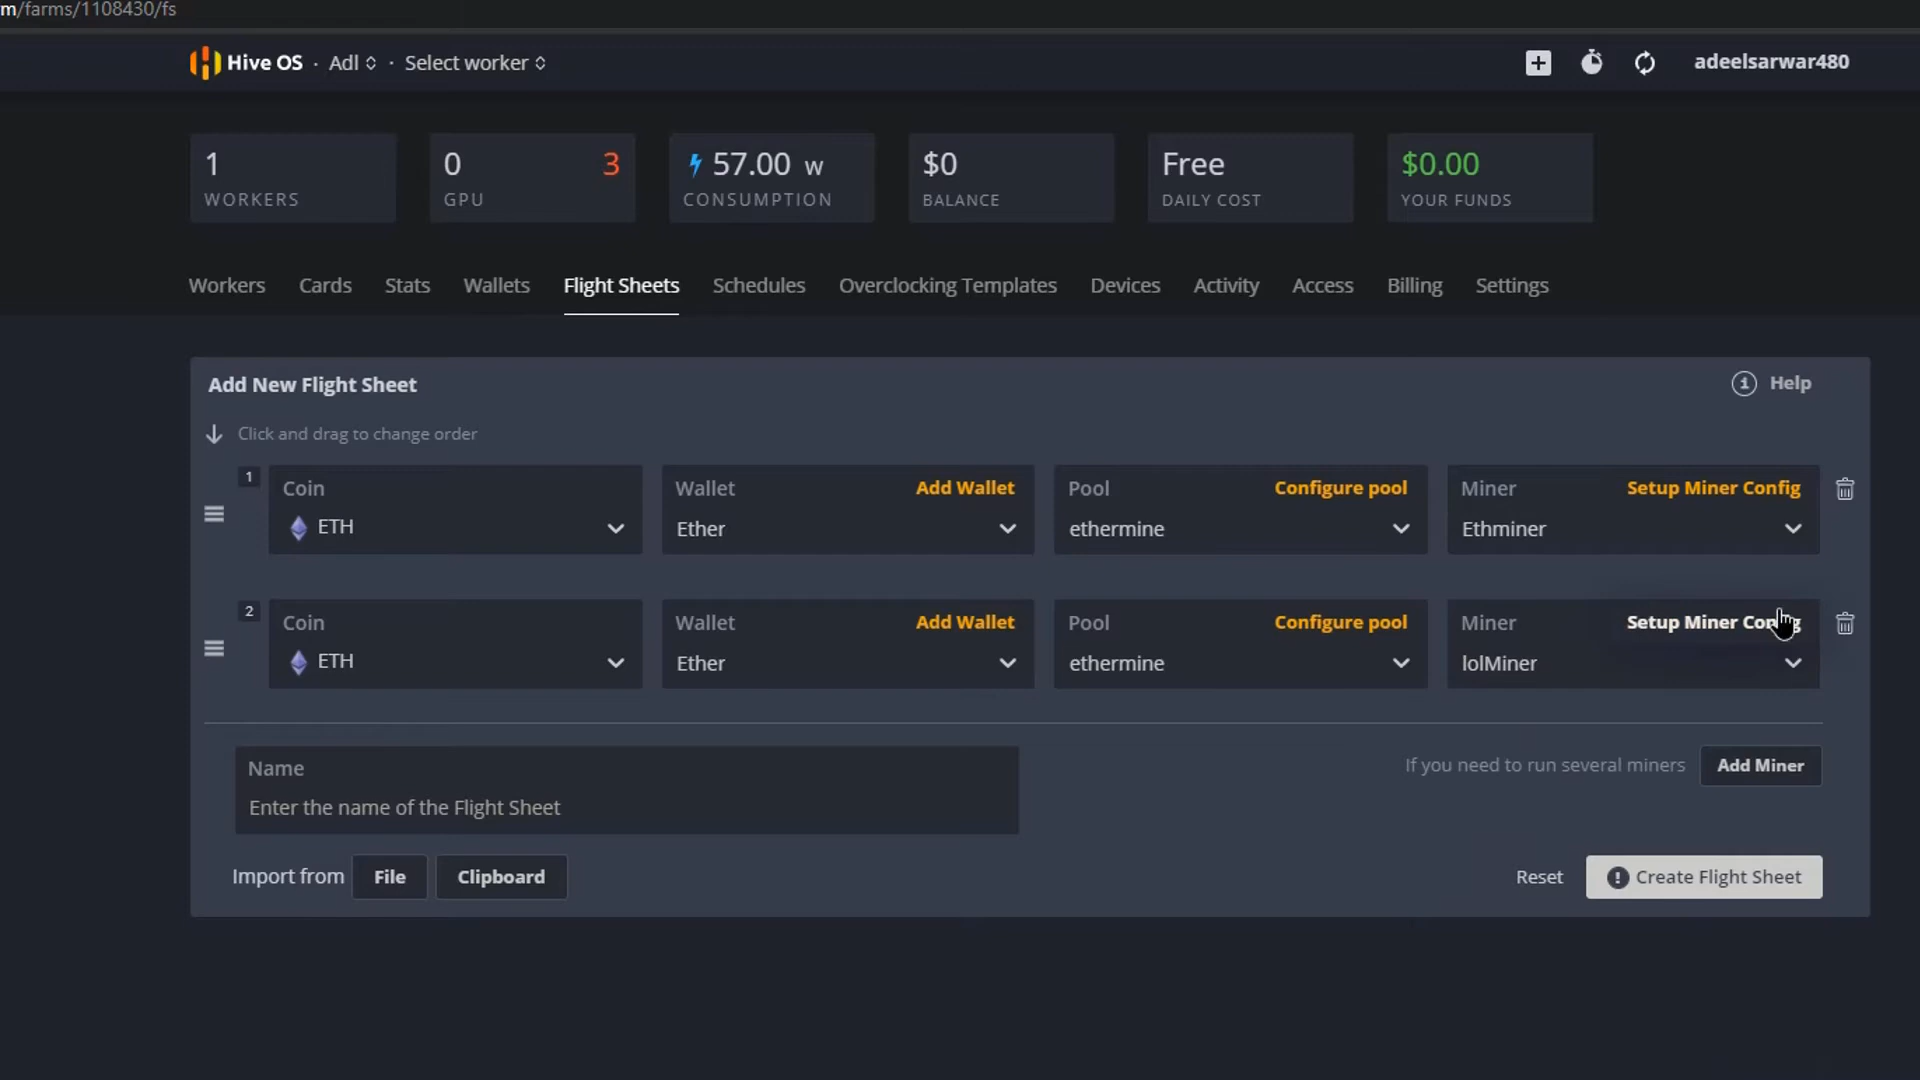 m/farms/1108430/fs
Hive OS · Adl · Select worker
adeelsarwar480
1
WORKERS
0 3
GPU
57.00 W
CONSUMPTION
$0
BALANCE
Free
DAILY COST
$0.00
YOUR FUNDS
Workers Cards Stats Wallets Flight Sheets Schedules Overclocking Templates Devices Activity Access Billing Settings
Add New Flight Sheet
Help
Click and drag to change order
1
Coin
ETH
Wallet Add Wallet
Ether
Pool Configure pool
ethermine
Miner Setup Miner Config
Ethminer
2
Coin
ETH
Wallet Add Wallet
Ether
Pool Configure pool
ethermine
Miner Setup Miner Config
lolMiner
Name
Enter the name of the Flight Sheet
If you need to run several miners Add Miner
Import from File Clipboard
Reset Create Flight Sheet